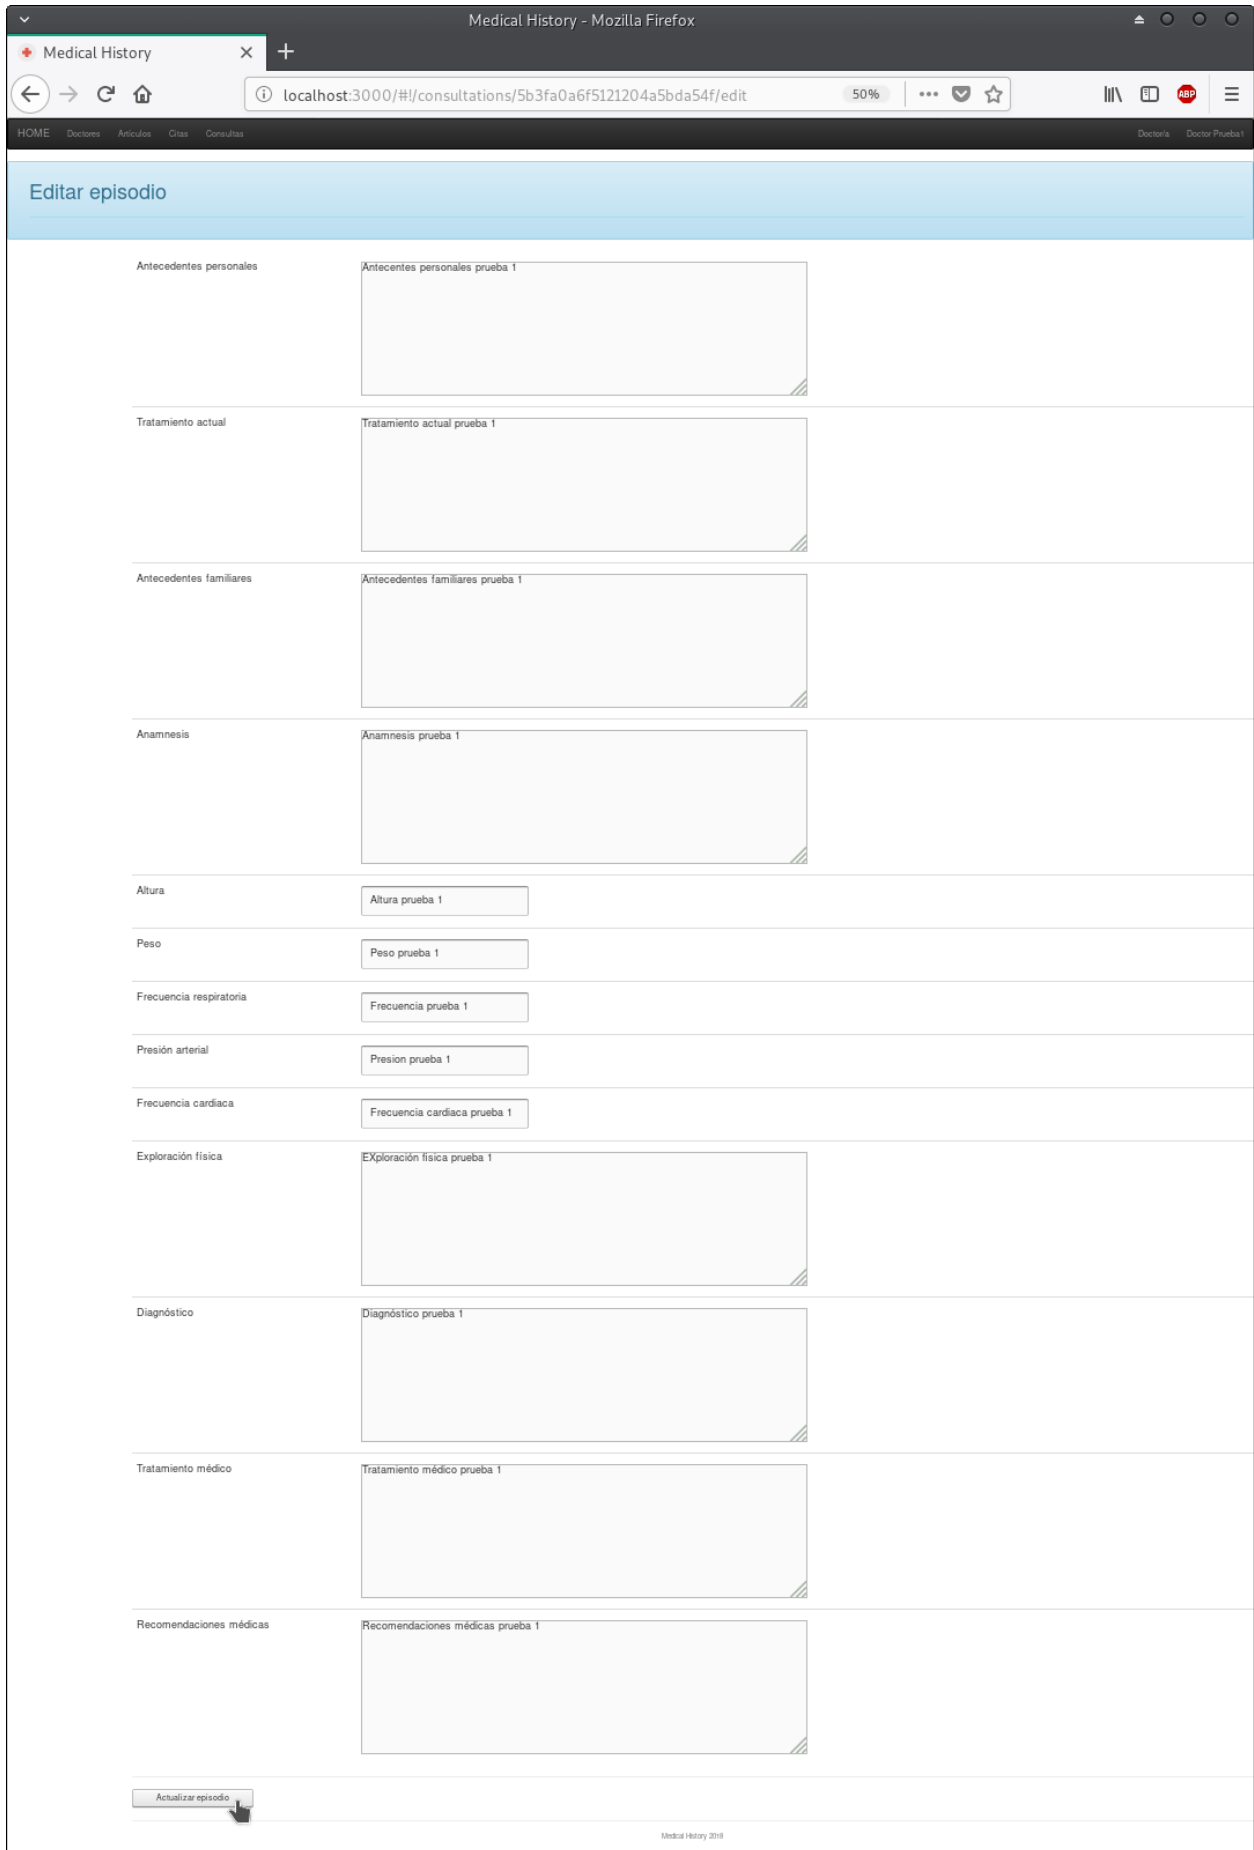 Medical History - Mozilla Firefox
Medical History
localhost:3000/#!/consultations/5b3fa0a6f5121204a5bda54f/edit 50%
ABP
HOME Doctores Artículos Citas Consultas Doctor/a Doctor Prueba1
Editar episodio
Antecedentes personales Antecentes personales prueba 1
Tratamiento actual Tratamiento actual prueba 1
Antecedentes familiares Antecedentes familiares prueba 1
Anamnesis Anamnesis prueba 1
Altura Altura prueba 1
Peso Peso prueba 1
Frecuencia respiratoria Frecuencia prueba 1
Presión arterial Presion prueba 1
Frecuencia cardiaca Frecuencia cardiaca prueba 1
Exploración física EXploración física prueba 1
Diagnóstico Diagnóstico prueba 1
Tratamiento médico Tratamiento médico prueba 1
Recomendaciones médicas Recomendaciones médicas prueba 1
Actualizar episodio
Medical History 2018